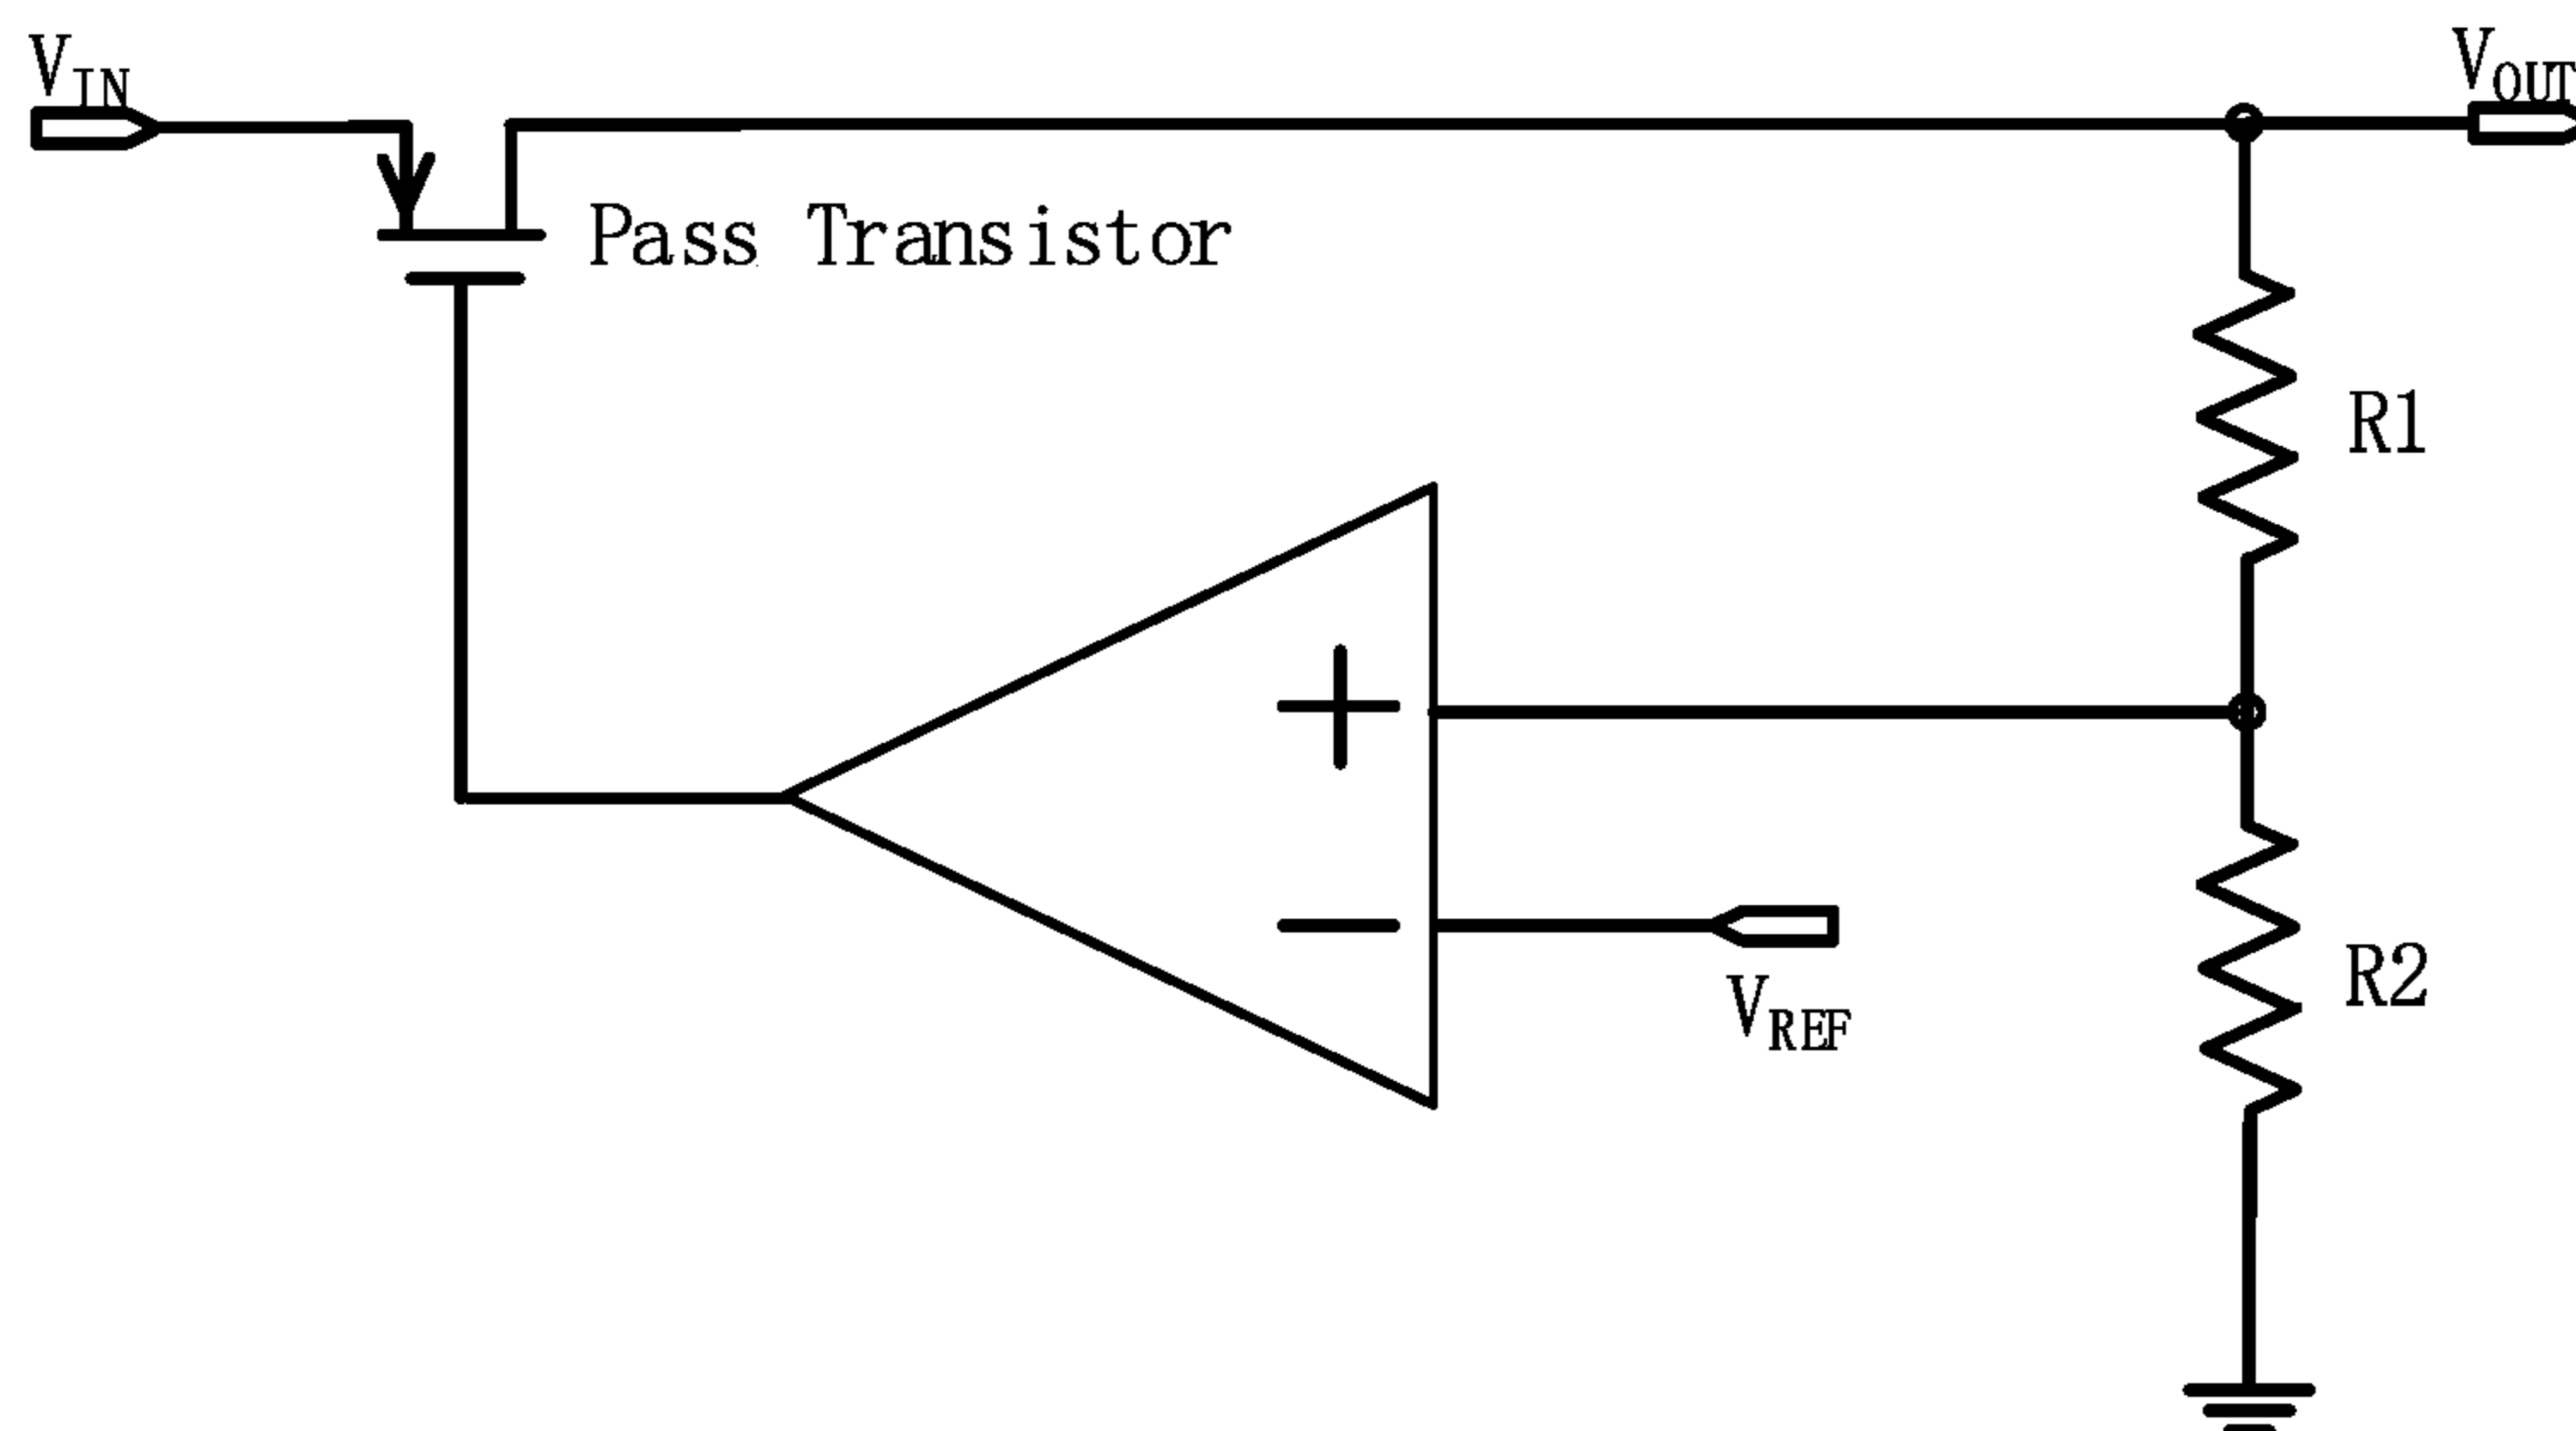 VIN
VOUT
Pass Transistor
R1
+
−
VREF
R2